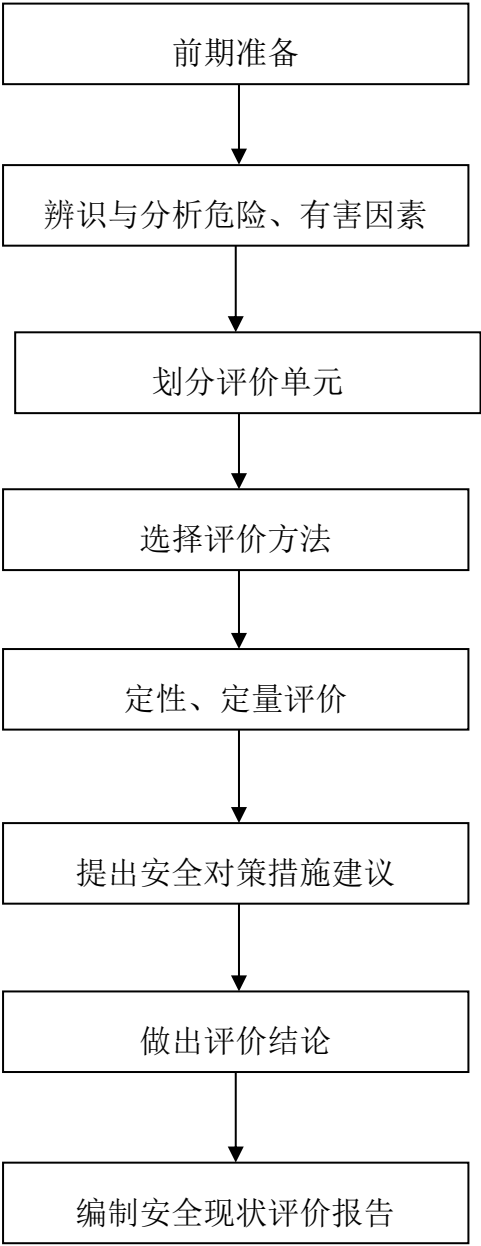 前期准备
辨识与分析危险、有害因素
划分评价单元
选择评价方法
定性、定量评价
提出安全对策措施建议
做出评价结论
编制安全现状评价报告